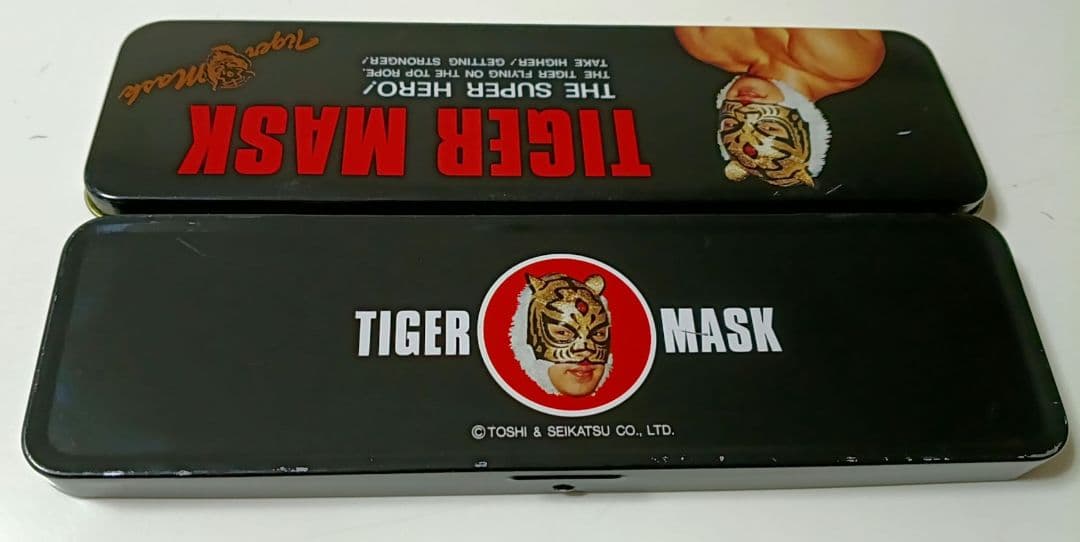 TIGER MASK
THE SUPER HERO!
THE TIGER FLYING ON THE TOP ROPE.
TAKE HIGHER! GETTING STRONGER!
Tiger Mask
TIGER MASK
©TOSHI & SEIKATSU CO., LTD.